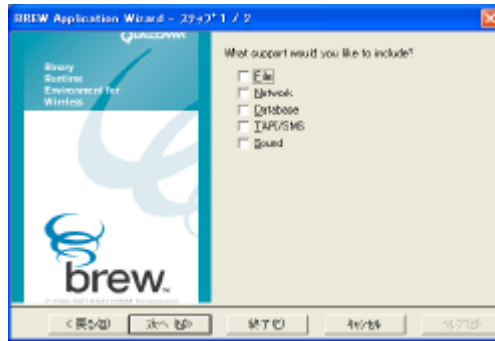 BREW Application Wizard - ステップ 1 / 2
QUALCOMM
Binary
Runtime
Environment for
Wireless
What support would you like to include?
File
Network
Database
TAPI/SMS
Sound
brew
< 戻る(B)
次へ(N)>
終了(F)
キャンセル
ヘルプ(H)